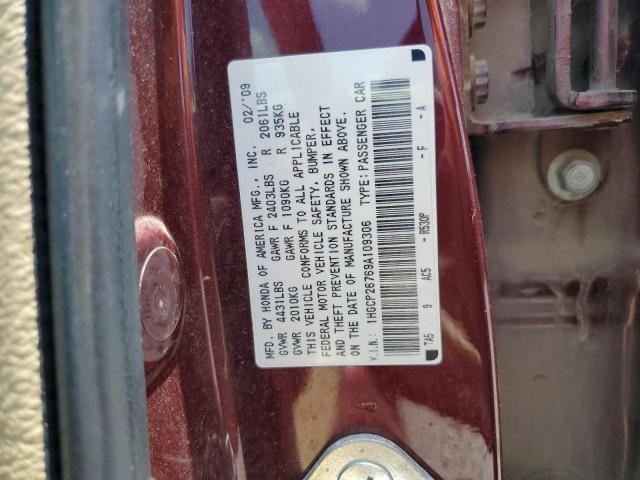 MFD. BY HONDA OF AMERICA MFG., INC. 02/'09
GVWR 4431LBS GAWR F 2403LBS R 2061LBS
GVWR 2010KG GAWR F 1090KG R 935KG
THIS VEHICLE CONFORMS TO ALL APPLICABLE
FEDERAL MOTOR VEHICLE SAFETY, BUMPER,
AND THEFT PREVENTION STANDARDS IN EFFECT
ON THE DATE OF MANUFACTURE SHOWN ABOVE.
V.I.N.: 1HGCP26769A109306 TYPE: PASSENGER CAR
TA5 9 AC5 -R530P -F -A